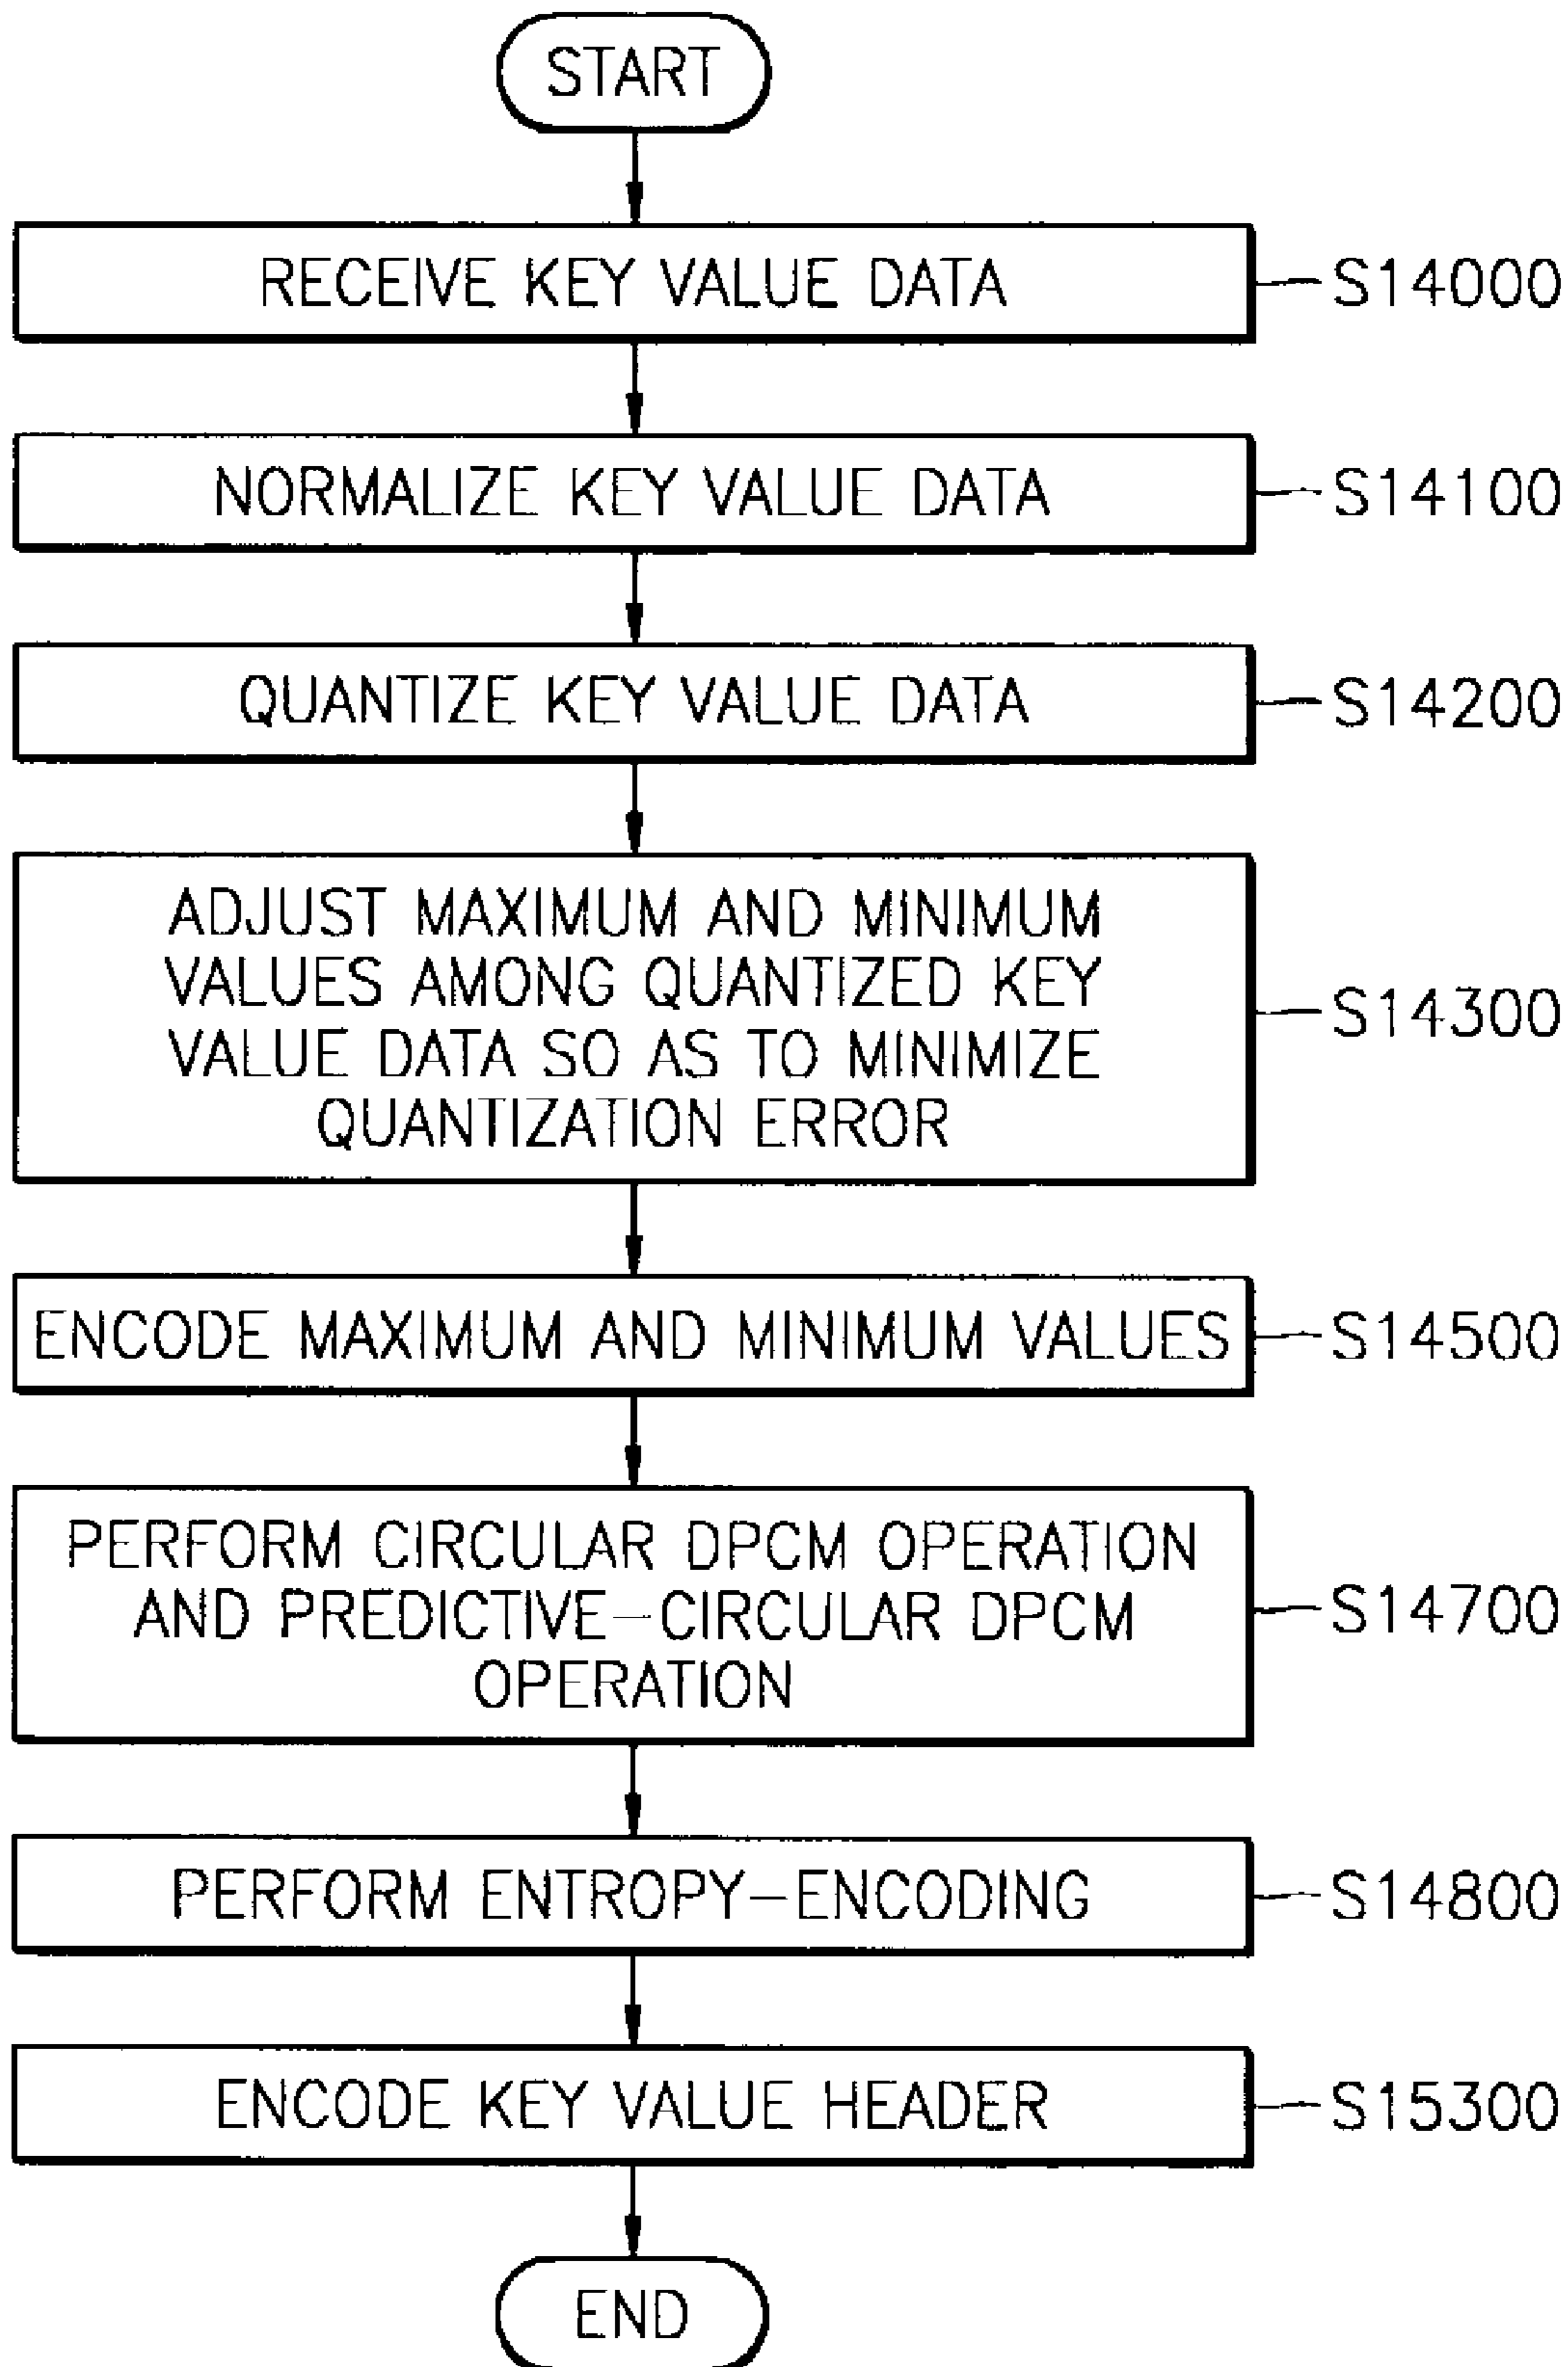 START
RECEIVE KEY VALUE DATA
S14000
NORMALIZE KEY VALUE DATA
S14100
QUANTIZE KEY VALUE DATA
S14200
ADJUST MAXIMUM AND MINIMUM
VALUES AMONG QUANTIZED KEY
VALUE DATA SO AS TO MINIMIZE
QUANTIZATION ERROR
S14300
ENCODE MAXIMUM AND MINIMUM VALUES
S14500
PERFORM CIRCULAR DPCM OPERATION
AND PREDICTIVE-CIRCULAR DPCM
OPERATION
S14700
PERFORM ENTROPY-ENCODING
S14800
ENCODE KEY VALUE HEADER
S15300
END